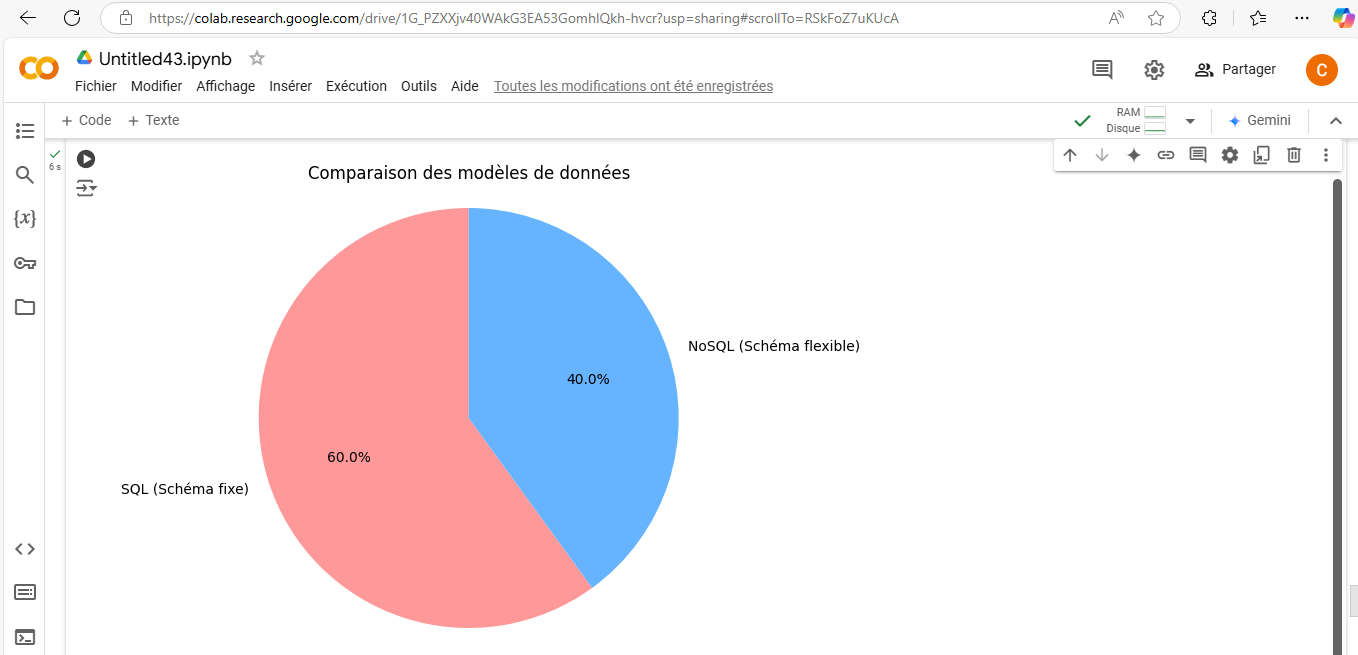 https://colab.research.google.com/drive/1G_PZXXjv40WAkG3EA53GomhIQkh-hvcr?usp=sharing#scrollTo=RSkFoZ7uKUcA
Untitled43.ipynb
Fichier Modifier Affichage Insérer Exécution Outils Aide Toutes les modifications ont été enregistrées
Partager
C
+ Code + Texte
RAM
Disque
Gemini
6 s
Comparaison des modèles de données
NoSQL (Schéma flexible)
40.0%
60.0%
SQL (Schéma fixe)